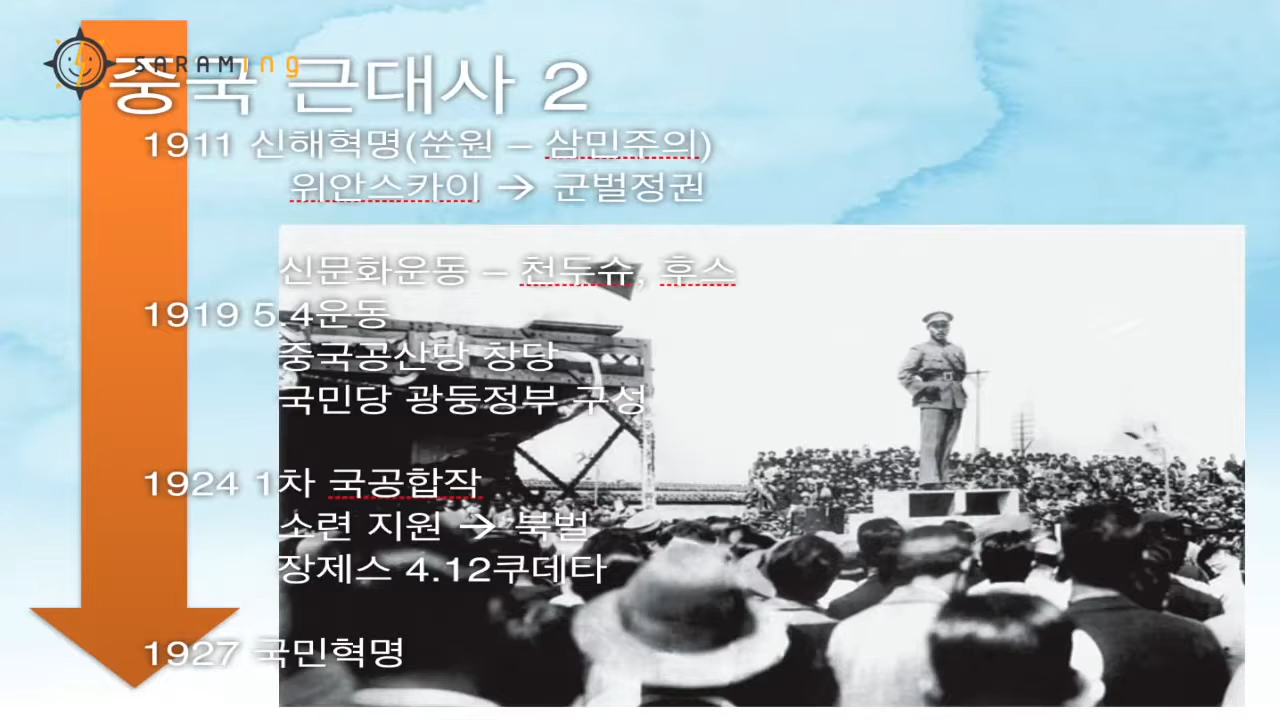 SARAMing
중국 근대사 2
1911 신해혁명(쑨원 – 삼민주의)
위안스카이 → 군벌정권
신문화운동 – 천두슈, 후스
1919 5.4운동
중국공산당 창당
국민당 광둥정부 구성
1924 1차 국공합작
소련 지원 → 북벌
장제스 4.12쿠데타
1927 국민혁명